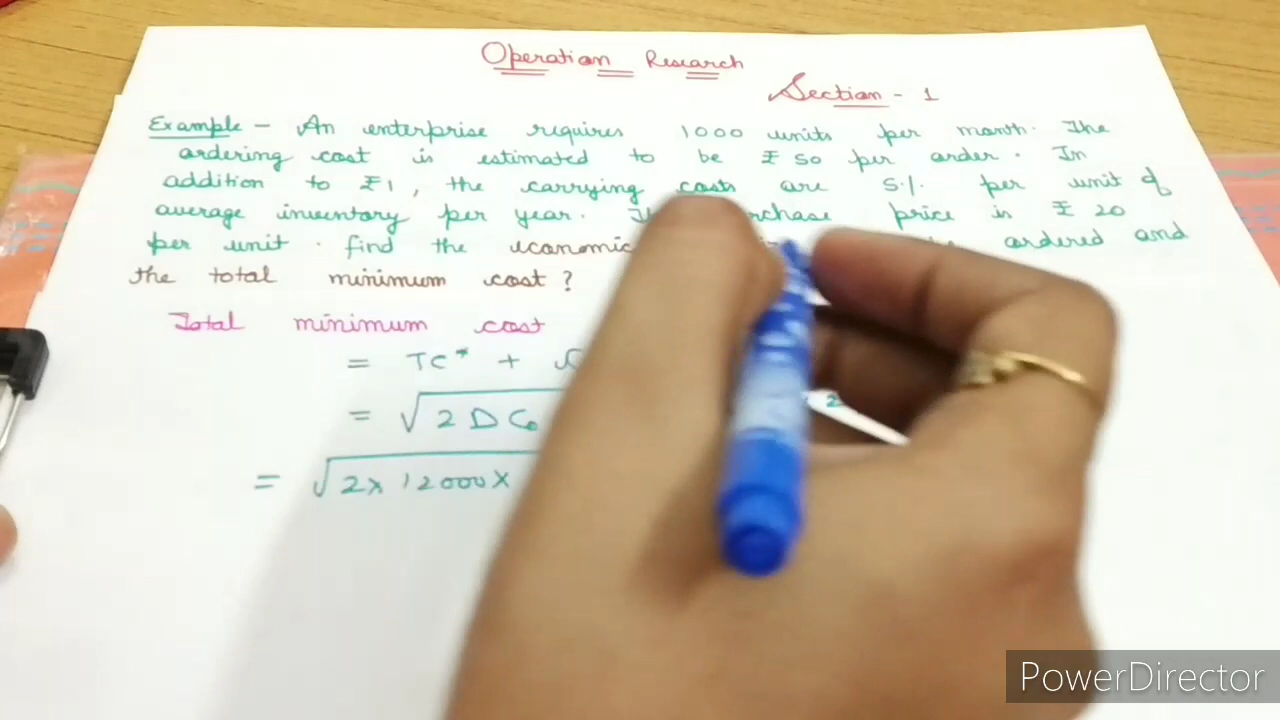 Operation Research
Section - 1
Example - An enterprise requires 1000 units per month. The
ordering cost is estimated to be ₹ 50 per order. In
addition to ₹1, the carrying costs are 5% per unit of
average inventory per year. price is ₹ 20
per unit. find the economic ordered and
the total minimum cost?
Total minimum cost
= TC* +
= √2 D Co
= √2x 12000x
2
PowerDirector